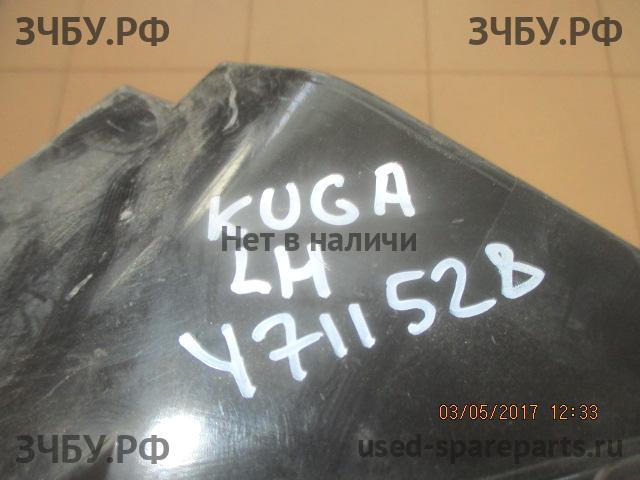 ЗЧБУ.РФ ЗЧБУ.РФ
KUGA
Нет в наличи
LH
Y711528
03/05/2017 12:33
ЗЧБУ.РФ used-spareparts.ru